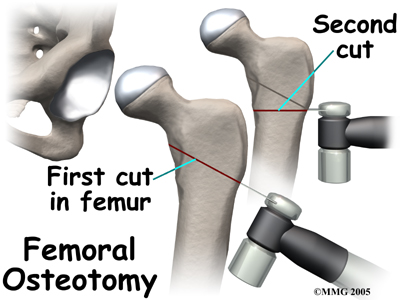 Second
cut
First cut
in femur
Femoral
Osteotomy
©MMG 2005